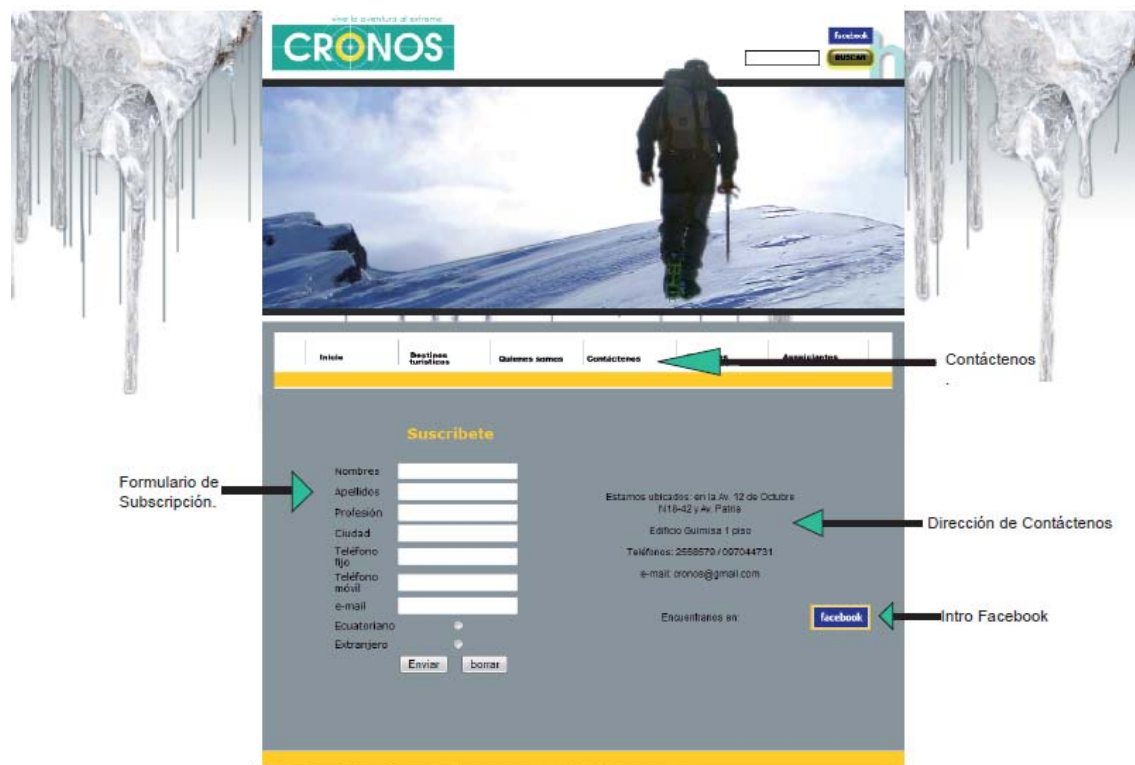 vive la aventura al extremo
CRONOS
facebook
BUSCAR
Inicio
Destinos
turísticos
Quienes somos
Contáctenos
Auspiciantes
Contáctenos
.
Suscribete
Nombres
Apellidos
Profesión
Ciudad
Teléfono
fijo
Teléfono
móvil
e-mail
Ecuatoriano
Extranjero
Enviar borrar
Formulario de
Subscripción.
Estamos ubicados: en la Av. 12 de Octubre
N18-42 y Av. Patria
Edificio Guimisa 1 piso
Teléfonos: 2558579 / 097044731
e-mail: cronos@gmail.com
Encuentranos en:
facebook
Dirección de Contáctenos
Intro Facebook